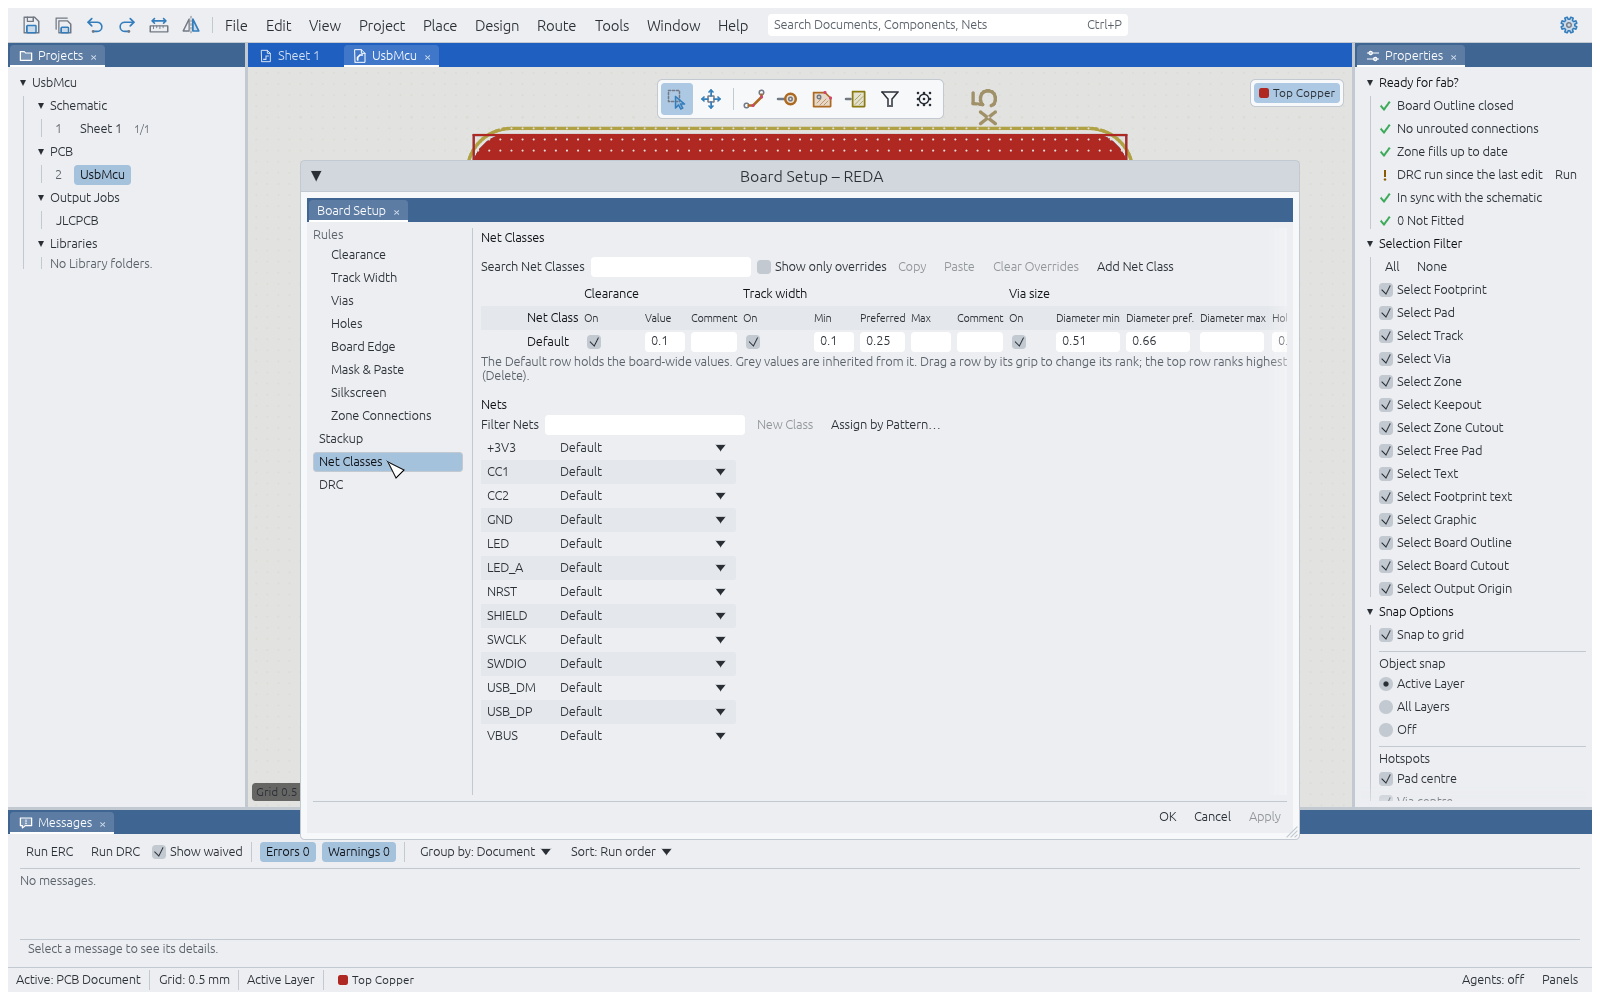 File Edit View Project Place Design Route Tools Window Help Search Documents, Components, Nets Ctrl+P
Projects × Sheet 1 UsbMcu × Properties ×
UsbMcu
Schematic
1 Sheet 1 1/1
PCB
2 UsbMcu
Output Jobs
JLCPCB
Libraries
No Library folders.
x5
Top Copper
Board Setup – REDA
Board Setup ×
Rules
Clearance
Track Width
Vias
Holes
Board Edge
Mask & Paste
Silkscreen
Zone Connections
Stackup
Net Classes
DRC
Net Classes
Search Net Classes Show only overrides Copy Paste Clear Overrides Add Net Class
Clearance Track width Via size
Net Class On Value Comment On Min Preferred Max Comment On Diameter min Diameter pref. Diameter max Hol
Default 0.1 0.1 0.25 0.51 0.66 0.
The Default row holds the board-wide values. Grey values are inherited from it. Drag a row by its grip to change its rank; the top row ranks highest
(Delete).
Nets
Filter Nets New Class Assign by Pattern...
+3V3 Default
CC1 Default
CC2 Default
GND Default
LED Default
LED_A Default
NRST Default
SHIELD Default
SWCLK Default
SWDIO Default
USB_DM Default
USB_DP Default
VBUS Default
OK Cancel Apply
Grid 0.5
Ready for fab?
Board Outline closed
No unrouted connections
Zone fills up to date
DRC run since the last edit Run
In sync with the schematic
0 Not Fitted
Selection Filter
All None
Select Footprint
Select Pad
Select Track
Select Via
Select Zone
Select Keepout
Select Zone Cutout
Select Free Pad
Select Text
Select Footprint text
Select Graphic
Select Board Outline
Select Board Cutout
Select Output Origin
Snap Options
Snap to grid
Object snap
Active Layer
All Layers
Off
Hotspots
Pad centre
Via centre
Messages ×
Run ERC Run DRC Show waived Errors 0 Warnings 0 Group by: Document Sort: Run order
No messages.
Select a message to see its details.
Active: PCB Document Grid: 0.5 mm Active Layer Top Copper Agents: off Panels